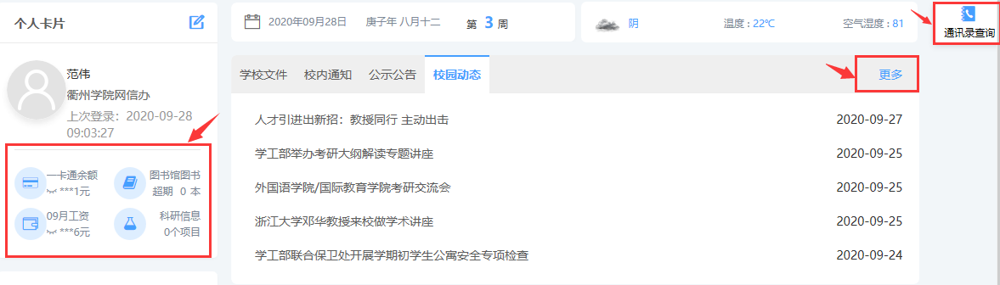 个人卡片
范伟
衢州学院网信办
上次登录：2020-09-28
09:03:27
一卡通余额
***1元
图书馆图书
超期 0 本
09月工资
***6元
科研信息
0个项目
2020年09月28日 庚子年 八月十二 第 3 周
阴 温度 : 22℃ 空气湿度 : 81
通讯录查询
学校文件 校内通知 公示公告 校园动态 更多
人才引进出新招：教授同行 主动出击 2020-09-27
学工部举办考研大纲解读专题讲座 2020-09-25
外国语学院/国际教育学院考研交流会 2020-09-25
浙江大学邓华教授来校做学术讲座 2020-09-25
学工部联合保卫处开展学期初学生公寓安全专项检查 2020-09-24